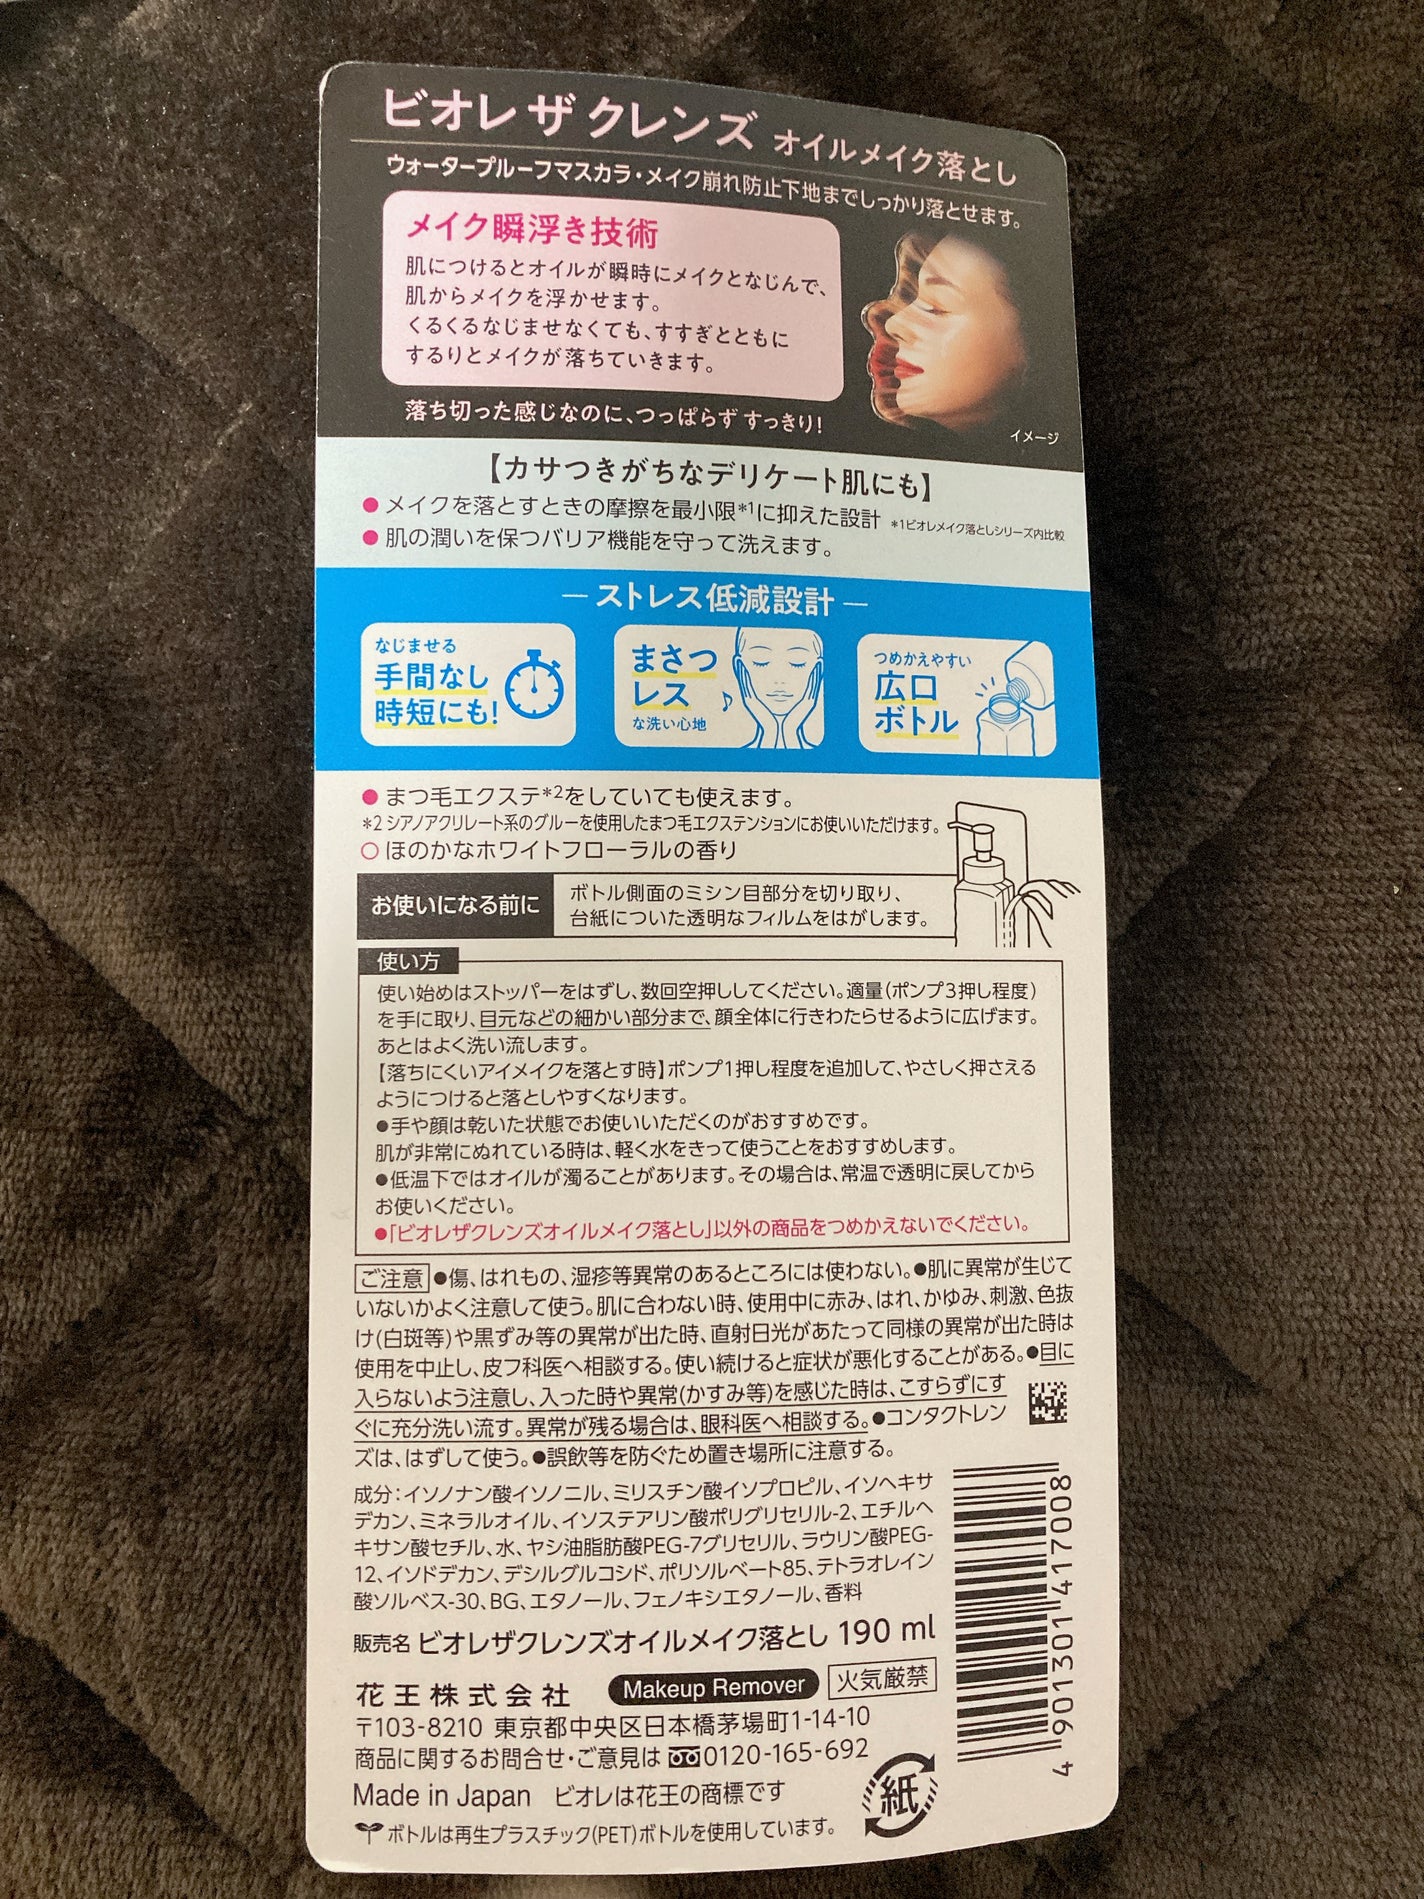 ビオレ ザ クレンズ オイルメイク落とし
ウォータープルーフマスカラ・メイク崩れ防止下地までしっかり落とせます。
メイク瞬浮き技術
肌につけるとオイルが瞬時にメイクとなじんで、
肌からメイクを浮かせます。
くるくるなじませなくても、すすぎとともに
するりとメイクが落ちていきます。
落ち切った感じなのに、つっぱらず すっきり!
イメージ
【カサつきがちなデリケート肌にも】
●メイクを落とすときの摩擦を最小限*1に抑えた設計 *1ビオレメイク落としシリーズ内比較
●肌の潤いを保つバリア機能を守って洗えます。
― ストレス低減設計 ―
なじませる
手間なし
時短にも!
まさつ
レス
な洗い心地
つめかえやすい
広口
ボトル
●まつ毛エクステ*2をしていても使えます。
*2 シアノアクリレート系のグルーを使用したまつ毛エクステンションにお使いいただけます。
○ほのかなホワイトフローラルの香り
お使いになる前に
ボトル側面のミシン目部分を切り取り、
台紙についた透明なフィルムをはがします。
使い方
使い始めはストッパーをはずし、数回空押ししてください。適量(ポンプ3押し程度)
を手に取り、目元などの細かい部分まで、顔全体に行きわたらせるように広げます。
あとはよく洗い流します。
【落ちにくいアイメイクを落とす時】ポンプ1押し程度を追加して、やさしく押さえる
ようにつけると落としやすくなります。
●手や顔は乾いた状態でお使いいただくのがおすすめです。
肌が非常にぬれている時は、軽く水をきって使うことをおすすめします。
●低温下ではオイルが濁ることがあります。その場合は、常温で透明に戻してから
お使いください。
●「ビオレザクレンズオイルメイク落とし」以外の商品をつめかえないでください。
ご注意 ●傷、はれもの、湿疹等異常のあるところには使わない。●肌に異常が生じて
いないかよく注意して使う。肌に合わない時、使用中に赤み、はれ、かゆみ、刺激、色抜
け(白斑等)や黒ずみ等の異常が出た時、直射日光があたって同様の異常が出た時は
使用を中止し、皮フ科医へ相談する。使い続けると症状が悪化することがある。●目に
入らないよう注意し、入った時や異常(かすみ等)を感じた時は、こすらずにす
ぐに充分洗い流す。異常が残る場合は、眼科医へ相談する。●コンタクトレン
ズは、はずして使う。●誤飲等を防ぐため置き場所に注意する。
成分:イソノナン酸イソノニル、ミリスチン酸イソプロピル、イソヘキサ
デカン、ミネラルオイル、イソステアリン酸ポリグリセリル-2、エチルヘ
キサン酸セチル、水、ヤシ油脂肪酸PEG-7グリセリル、ラウリン酸PEG-
12、イソドデカン、デシルグルコシド、ポリソルベート85、テトラオレイン
酸ソルベス-30、BG、エタノール、フェノキシエタノール、香料
販売名 ビオレザクレンズオイルメイク落とし 190 ml
花王株式会社 Makeup Remover 火気厳禁
〒103-8210 東京都中央区日本橋茅場町1-14-10
商品に関するお問合せ・ご意見は 0120-165-692
Made in Japan ビオレは花王の商標です
ボトルは再生プラスチック(PET)ボトルを使用しています。
紙
4 901301 417008